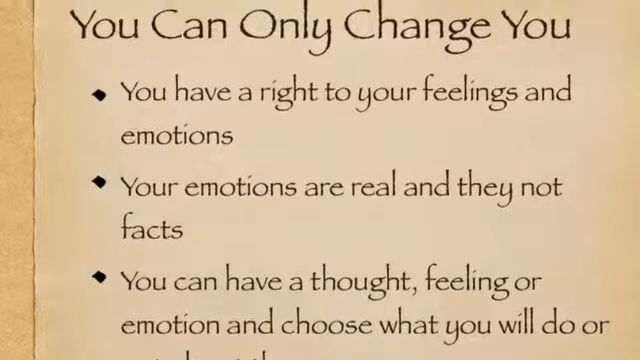 You Can Only Change You
You have a right to your feelings and
emotions
Your emotions are real and they not
facts
You can have a thought, feeling or
emotion and choose what you will do or